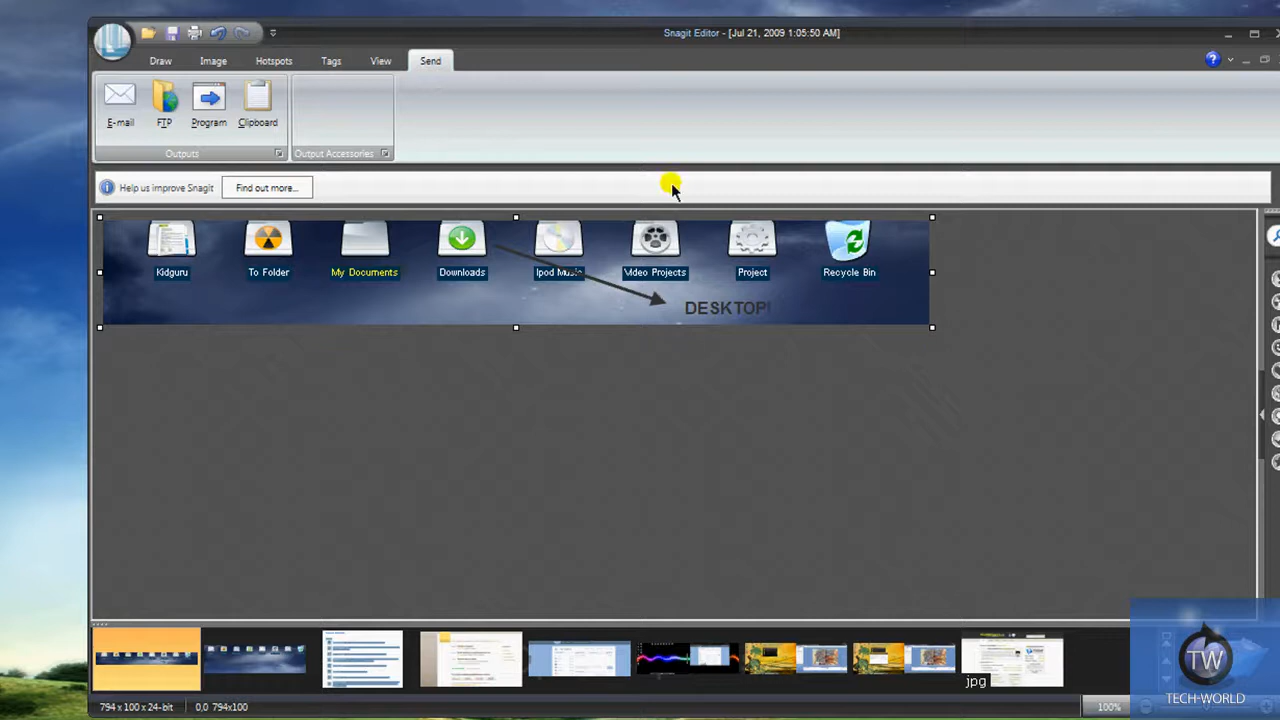 Snagit Editor - [Jul 21, 2009 1:05:50 AM]
Draw Image Hotspots Tags View Send
E-mail FTP Program Clipboard
Outputs Output Accessories
Help us improve Snagit Find out more...
Kidguru To Folder My Documents Downloads Ipod Music Video Projects Project Recycle Bin
DESKTOP!
jpg
TW
TECH-WORLD
794 x 100 x 24-bit 0,0 794x100 100%